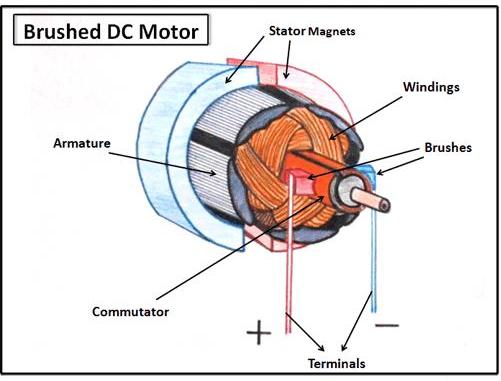 Brushed DC Motor
Stator Magnets
Windings
Armature
Brushes
Commutator
+
−
Terminals